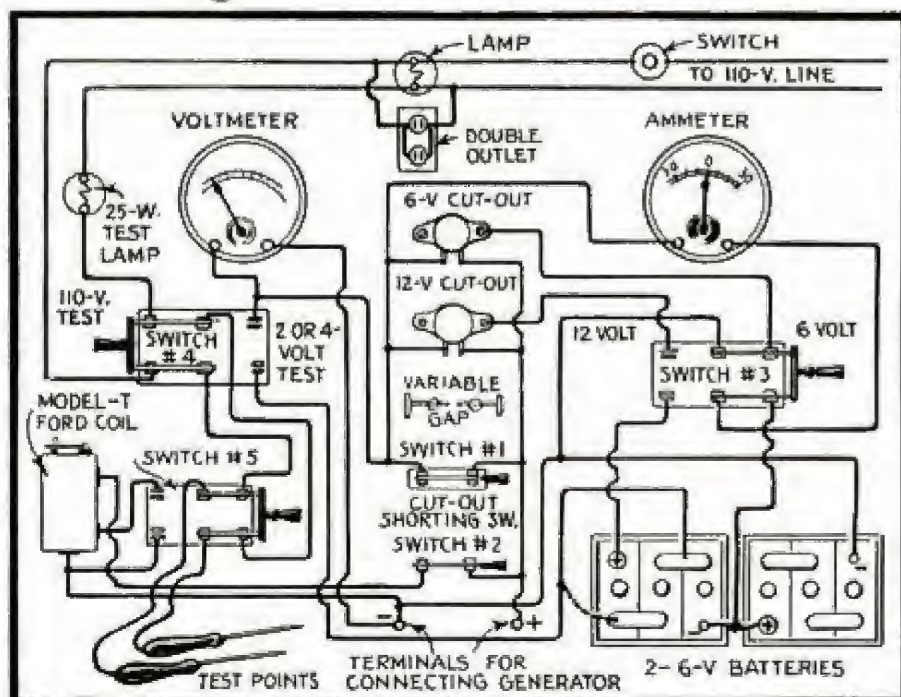 LAMP
SWITCH
TO 110-V. LINE
VOLTMETER
DOUBLE
OUTLET
AMMETER
30 0 30
25-W.
TEST
LAMP
6-V CUT-OUT
12-V CUT-OUT
110-V.
TEST
SWITCH
#4
2 OR 4-
VOLT
TEST
12 VOLT
6 VOLT
SWITCH #3
VARIABLE
GAP
MODEL-T
FORD COIL
SWITCH #5
SWITCH #1
CUT-OUT
SHORTING SW.
SWITCH #2
+
-
- +
- +
TEST POINTS
TERMINALS FOR
CONNECTING GENERATOR
2-6-V BATTERIES